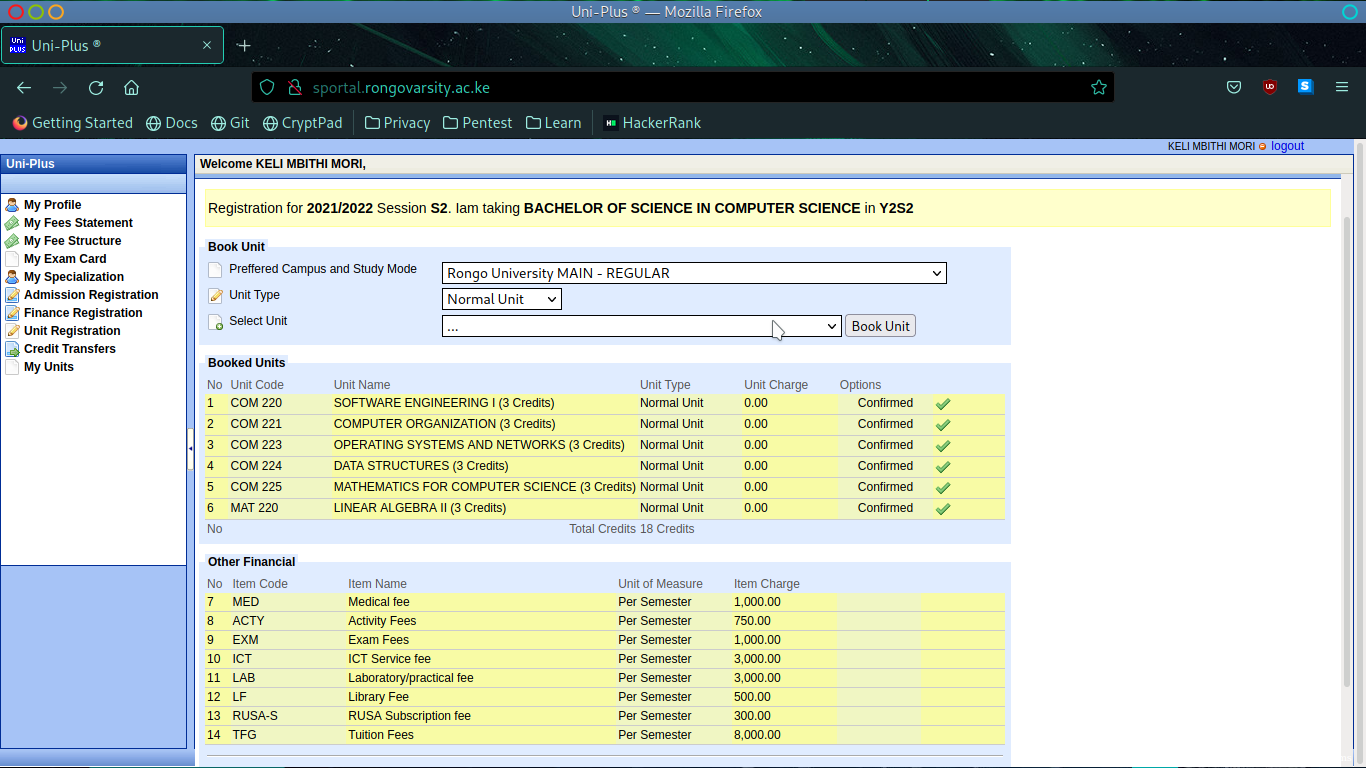 Uni-Plus ® — Mozilla Firefox
Uni PLUS Uni-Plus ®
sportal.rongovarsity.ac.ke
Getting Started Docs Git CryptPad Privacy Pentest Learn HackerRank
KELI MBITHI MORI logout
Uni-Plus
My Profile
My Fees Statement
My Fee Structure
My Exam Card
My Specialization
Admission Registration
Finance Registration
Unit Registration
Credit Transfers
My Units
Welcome KELI MBITHI MORI,
Registration for 2021/2022 Session S2. Iam taking BACHELOR OF SCIENCE IN COMPUTER SCIENCE in Y2S2
Book Unit
Preffered Campus and Study Mode Rongo University MAIN - REGULAR
Unit Type Normal Unit
Select Unit ... Book Unit
Booked Units
No Unit Code Unit Name Unit Type Unit Charge Options
1 COM 220 SOFTWARE ENGINEERING I (3 Credits) Normal Unit 0.00 Confirmed
2 COM 221 COMPUTER ORGANIZATION (3 Credits) Normal Unit 0.00 Confirmed
3 COM 223 OPERATING SYSTEMS AND NETWORKS (3 Credits) Normal Unit 0.00 Confirmed
4 COM 224 DATA STRUCTURES (3 Credits) Normal Unit 0.00 Confirmed
5 COM 225 MATHEMATICS FOR COMPUTER SCIENCE (3 Credits) Normal Unit 0.00 Confirmed
6 MAT 220 LINEAR ALGEBRA II (3 Credits) Normal Unit 0.00 Confirmed
No Total Credits 18 Credits
Other Financial
No Item Code Item Name Unit of Measure Item Charge
7 MED Medical fee Per Semester 1,000.00
8 ACTY Activity Fees Per Semester 750.00
9 EXM Exam Fees Per Semester 1,000.00
10 ICT ICT Service fee Per Semester 3,000.00
11 LAB Laboratory/practical fee Per Semester 3,000.00
12 LF Library Fee Per Semester 500.00
13 RUSA-S RUSA Subscription fee Per Semester 300.00
14 TFG Tuition Fees Per Semester 8,000.00